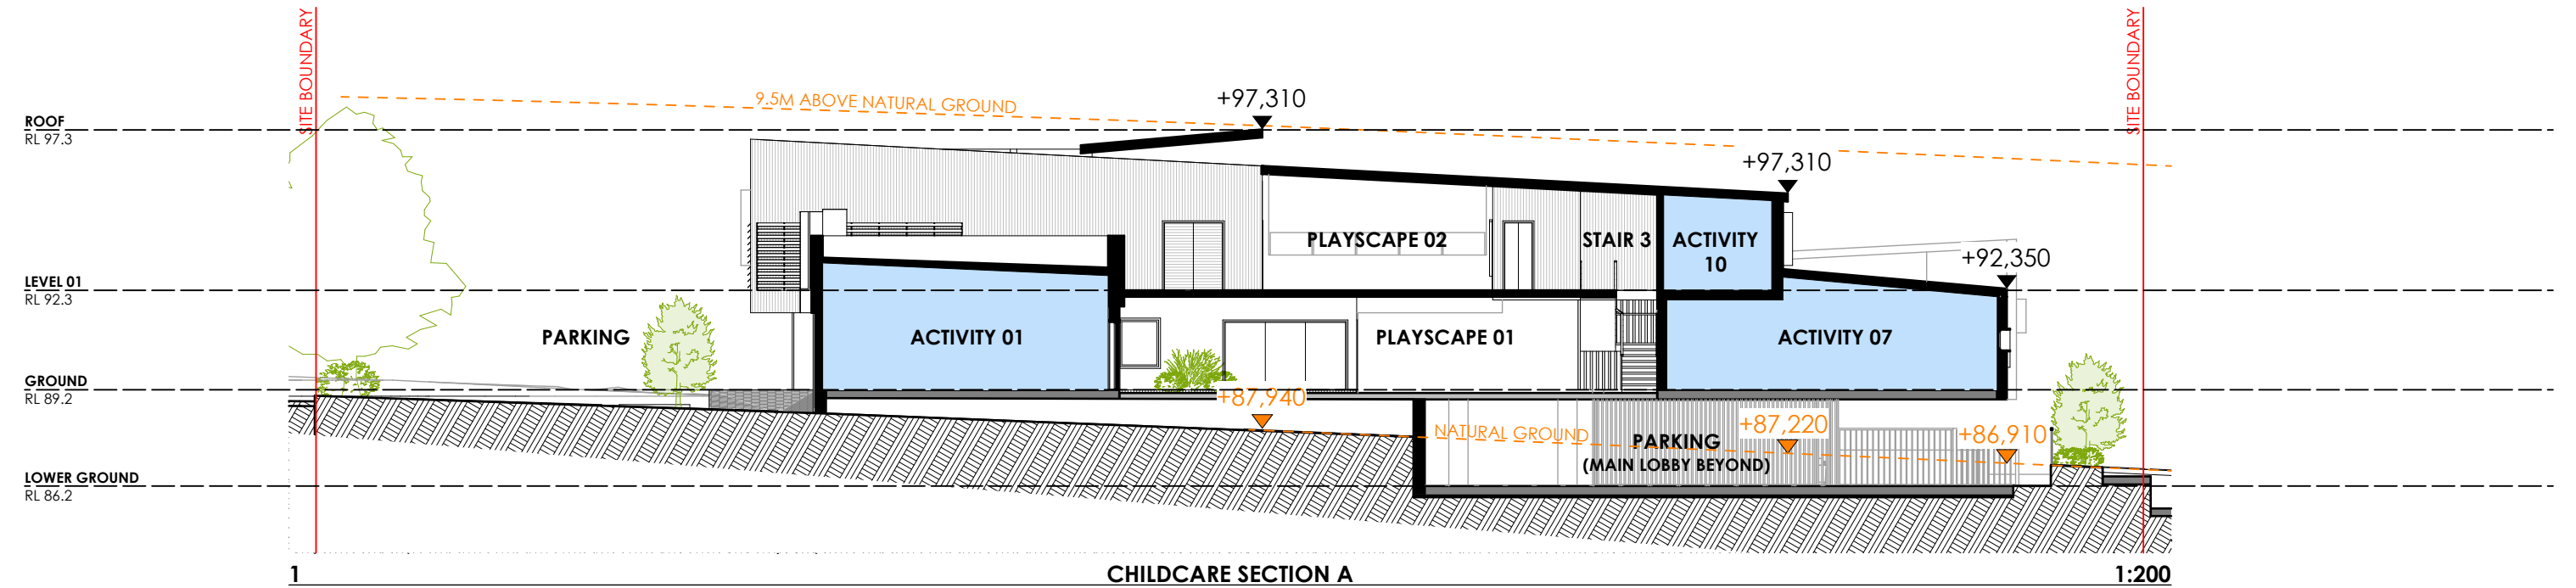 SITE BOUNDARY
SITE BOUNDARY
9.5M ABOVE NATURAL GROUND
+97,310
ROOF
RL 97.3
+97,310
PLAYSCAPE 02
STAIR 3
ACTIVITY
10
+92,350
LEVEL 01
RL 92.3
PARKING
ACTIVITY 01
PLAYSCAPE 01
ACTIVITY 07
GROUND
RL 89.2
+87,940
NATURAL GROUND
+87,220
+86,910
PARKING
(MAIN LOBBY BEYOND)
LOWER GROUND
RL 86.2
1
CHILDCARE SECTION A
1:200